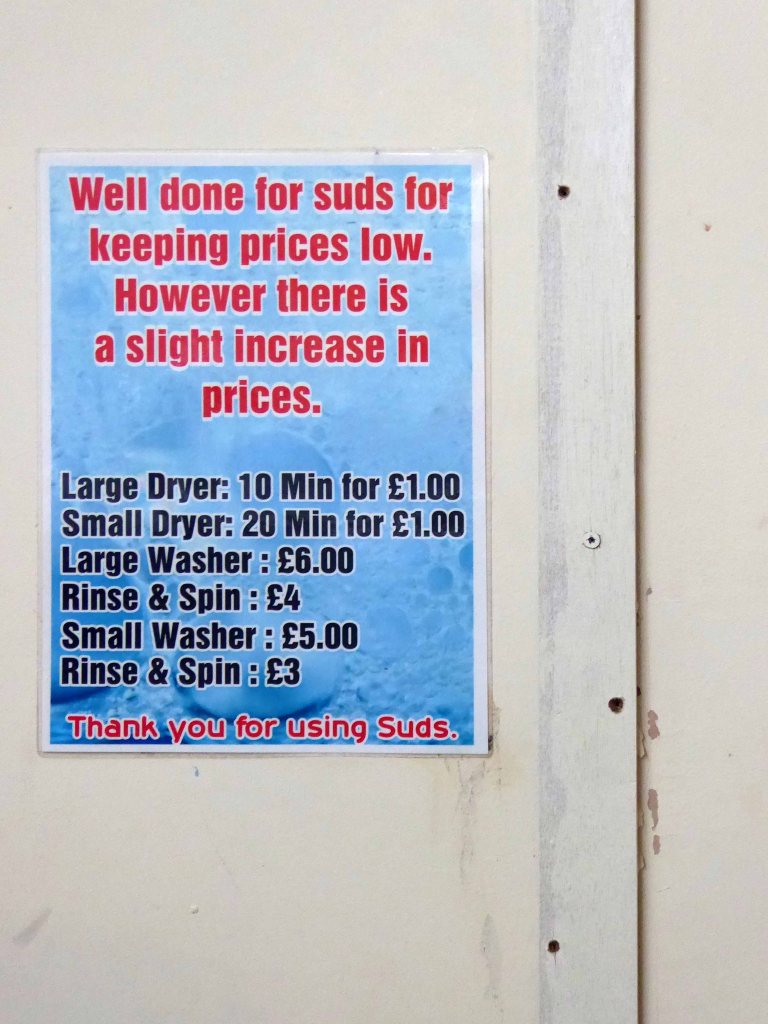 Well done for suds for
keeping prices low.
However there is
a slight increase in
prices.
Large Dryer: 10 Min for £1.00
Small Dryer: 20 Min for £1.00
Large Washer : £6.00
Rinse & Spin : £4
Small Washer : £5.00
Rinse & Spin : £3
Thank you for using Suds.